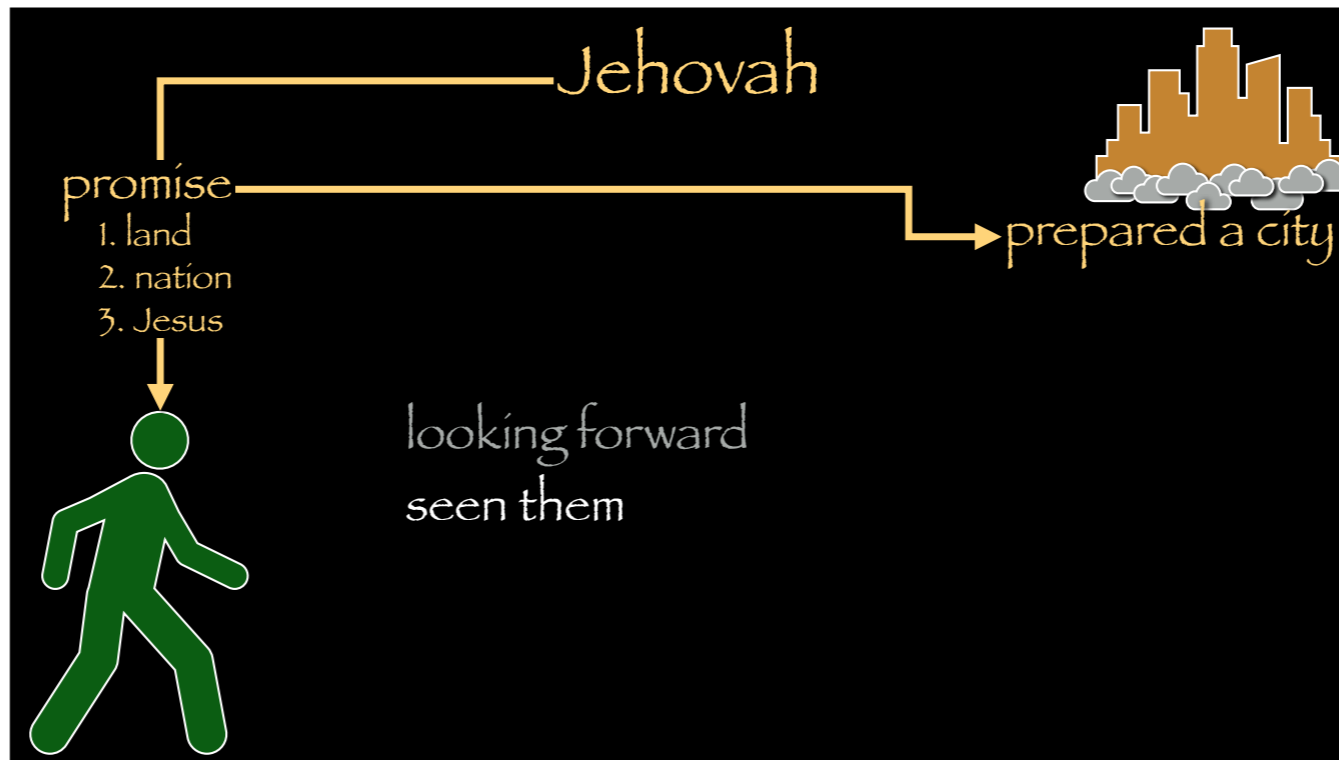 Jehovah
promise
1. land
2. nation
3. Jesus
prepared a city
looking forward
seen them